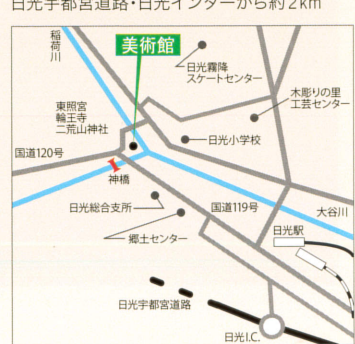 日光宇都宮道路・日光インターから約2km
稲荷川
美術館
日光霧降
スケートセンター
木彫りの里
工芸センター
東照宮
輪王寺
二荒山神社
日光小学校
国道120号
神橋
日光総合支所
国道119号
大谷川
郷土センター
日光駅
日光宇都宮道路
日光I.C.